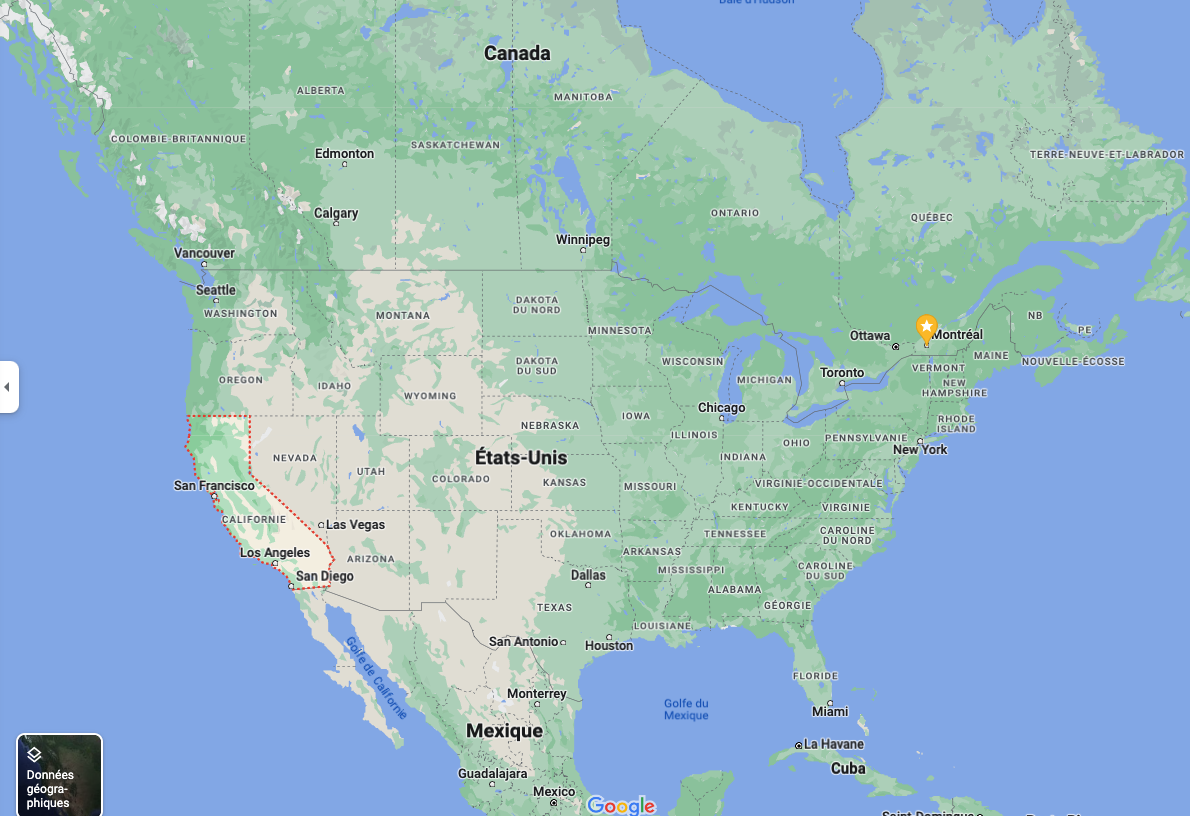 Baie d'Hudson
Canada
ALBERTA
MANITOBA
COLOMBIE-BRITANNIQUE
SASKATCHEWAN
Edmonton
TERRE-NEUVE-ET-LABRADOR
Calgary
ONTARIO
QUÉBEC
Winnipeg
Vancouver
Seattle
WASHINGTON
MONTANA
DAKOTA
DU NORD
MINNESOTA
NB
PE
Ottawa
Montréal
MAINE
NOUVELLE-ÉCOSSE
VERMONT
DAKOTA
DU SUD
WISCONSIN
MICHIGAN
Toronto
NEW
HAMPSHIRE
OREGON
IDAHO
WYOMING
Chicago
IOWA
RHODE
ISLAND
NEBRASKA
ILLINOIS
OHIO
PENNSYLVANIE
New York
États-Unis
NEVADA
UTAH
COLORADO
INDIANA
KANSAS
MISSOURI
VIRGINIE-OCCIDENTALE
San Francisco
KENTUCKY
VIRGINIE
CALIFORNIE
Las Vegas
OKLAHOMA
TENNESSEE
CAROLINE
DU NORD
Los Angeles
ARIZONA
ARKANSAS
MISSISSIPPI
CAROLINE
DU SUD
San Diego
Dallas
ALABAMA
GÉORGIE
TEXAS
LOUISIANE
San Antonio
Houston
Golfe de Californie
FLORIDE
Monterrey
Golfe du
Mexique
Miami
Mexique
La Havane
Cuba
Guadalajara
Mexico
Google
Données
géogra-
phiques